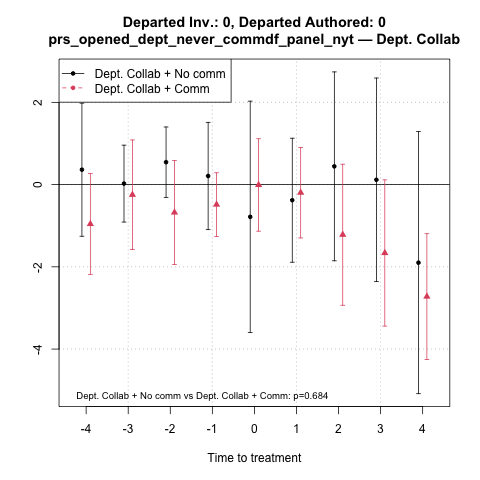 Departed Inv.: 0, Departed Authored: 0
prs_opened_dept_never_commdf_panel_nyt — Dept. Collab
Dept. Collab + No comm
Dept. Collab + Comm
2
0
-2
-4
Dept. Collab + No comm vs Dept. Collab + Comm: p=0.684
-4 -3 -2 -1 0 1 2 3 4
Time to treatment